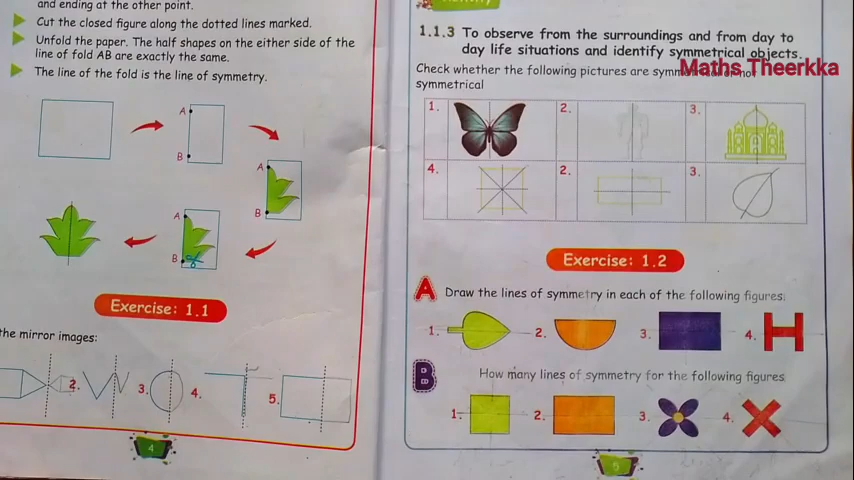 and ending at the other point.
Cut the closed figure along the dotted lines marked.
Unfold the paper. The half shapes on the either side of the
line of fold AB are exactly the same.
The line of the fold is the line of symmetry.
A
B
A
B
A
B
Exercise: 1.1
the mirror images:
2.
3.
4.
5.
4
1.1.3 To observe from the surroundings and from day to
day life situations and identify symmetrical objects.
Maths Theerkka
Check whether the following pictures are or not
symmetrical
1.
2.
3.
4.
2.
3.
Exercise: 1.2
A Draw the lines of symmetry in each of the following figures:
1.
2.
3.
4.
H
B How many lines of symmetry for the following figures
1.
2.
3.
4.
5